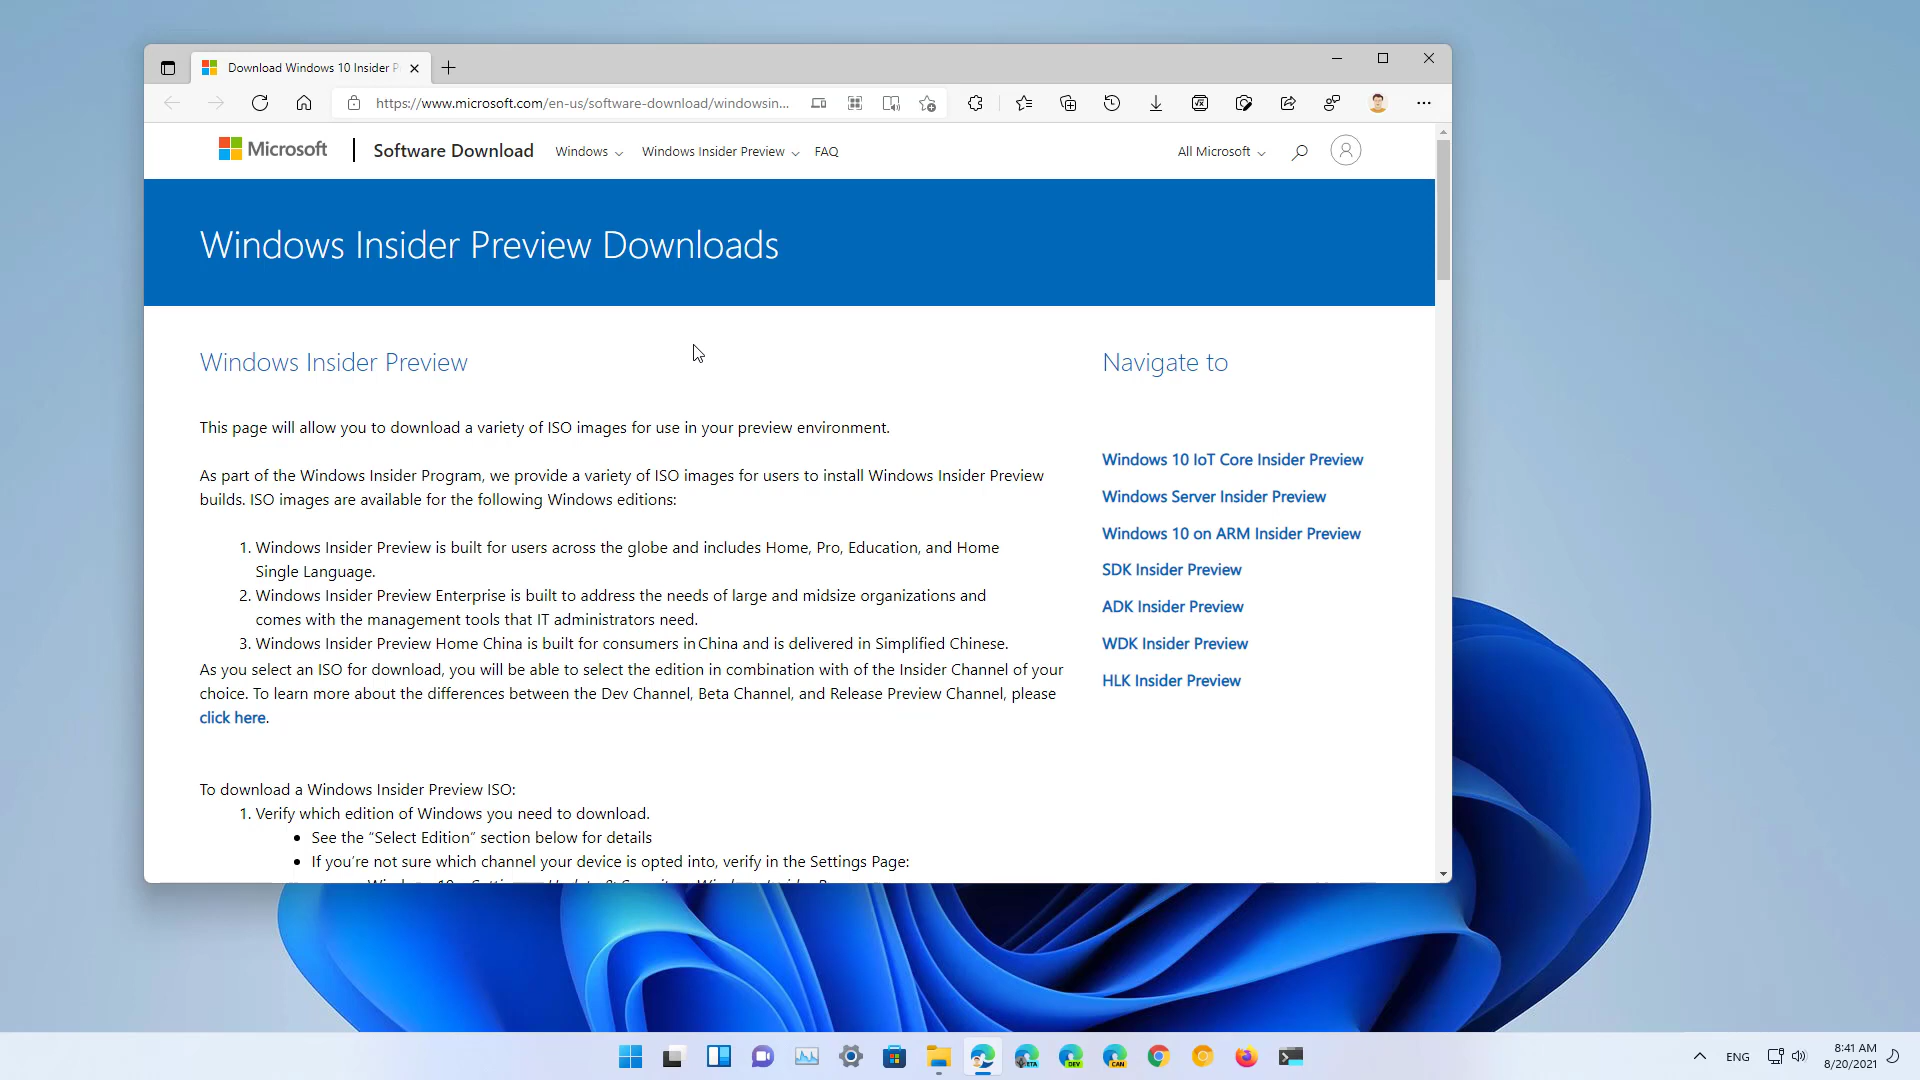 Download Windows 10 Insider P
https://www.microsoft.com/en-us/software-download/windowsin...
Microsoft
Software Download
Windows
Windows Insider Preview
FAQ
All Microsoft
Windows Insider Preview Downloads
Windows Insider Preview
This page will allow you to download a variety of ISO images for use in your preview environment.
As part of the Windows Insider Program, we provide a variety of ISO images for users to install Windows Insider Preview
builds. ISO images are available for the following Windows editions:
1. Windows Insider Preview is built for users across the globe and includes Home, Pro, Education, and Home
Single Language.
2. Windows Insider Preview Enterprise is built to address the needs of large and midsize organizations and
comes with the management tools that IT administrators need.
3. Windows Insider Preview Home China is built for consumers in China and is delivered in Simplified Chinese.
As you select an ISO for download, you will be able to select the edition in combination with of the Insider Channel of your
choice. To learn more about the differences between the Dev Channel, Beta Channel, and Release Preview Channel, please
click here.
To download a Windows Insider Preview ISO:
1. Verify which edition of Windows you need to download.
• See the “Select Edition” section below for details
• If you’re not sure which channel your device is opted into, verify in the Settings Page:
Navigate to
Windows 10 IoT Core Insider Preview
Windows Server Insider Preview
Windows 10 on ARM Insider Preview
SDK Insider Preview
ADK Insider Preview
WDK Insider Preview
HLK Insider Preview
BETA
DEV
CAN
ENG
8:41 AM
8/20/2021